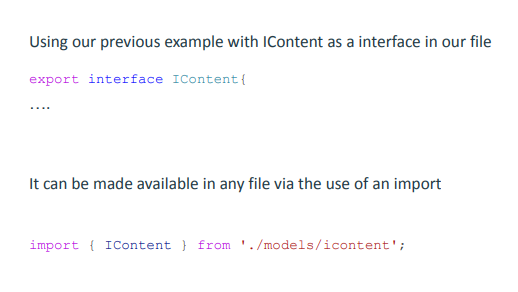 Using our previous example with IContent as a interface in our file
export interface IContent{
....
It can be made available in any file via the use of an import
import { IContent } from './models/icontent';